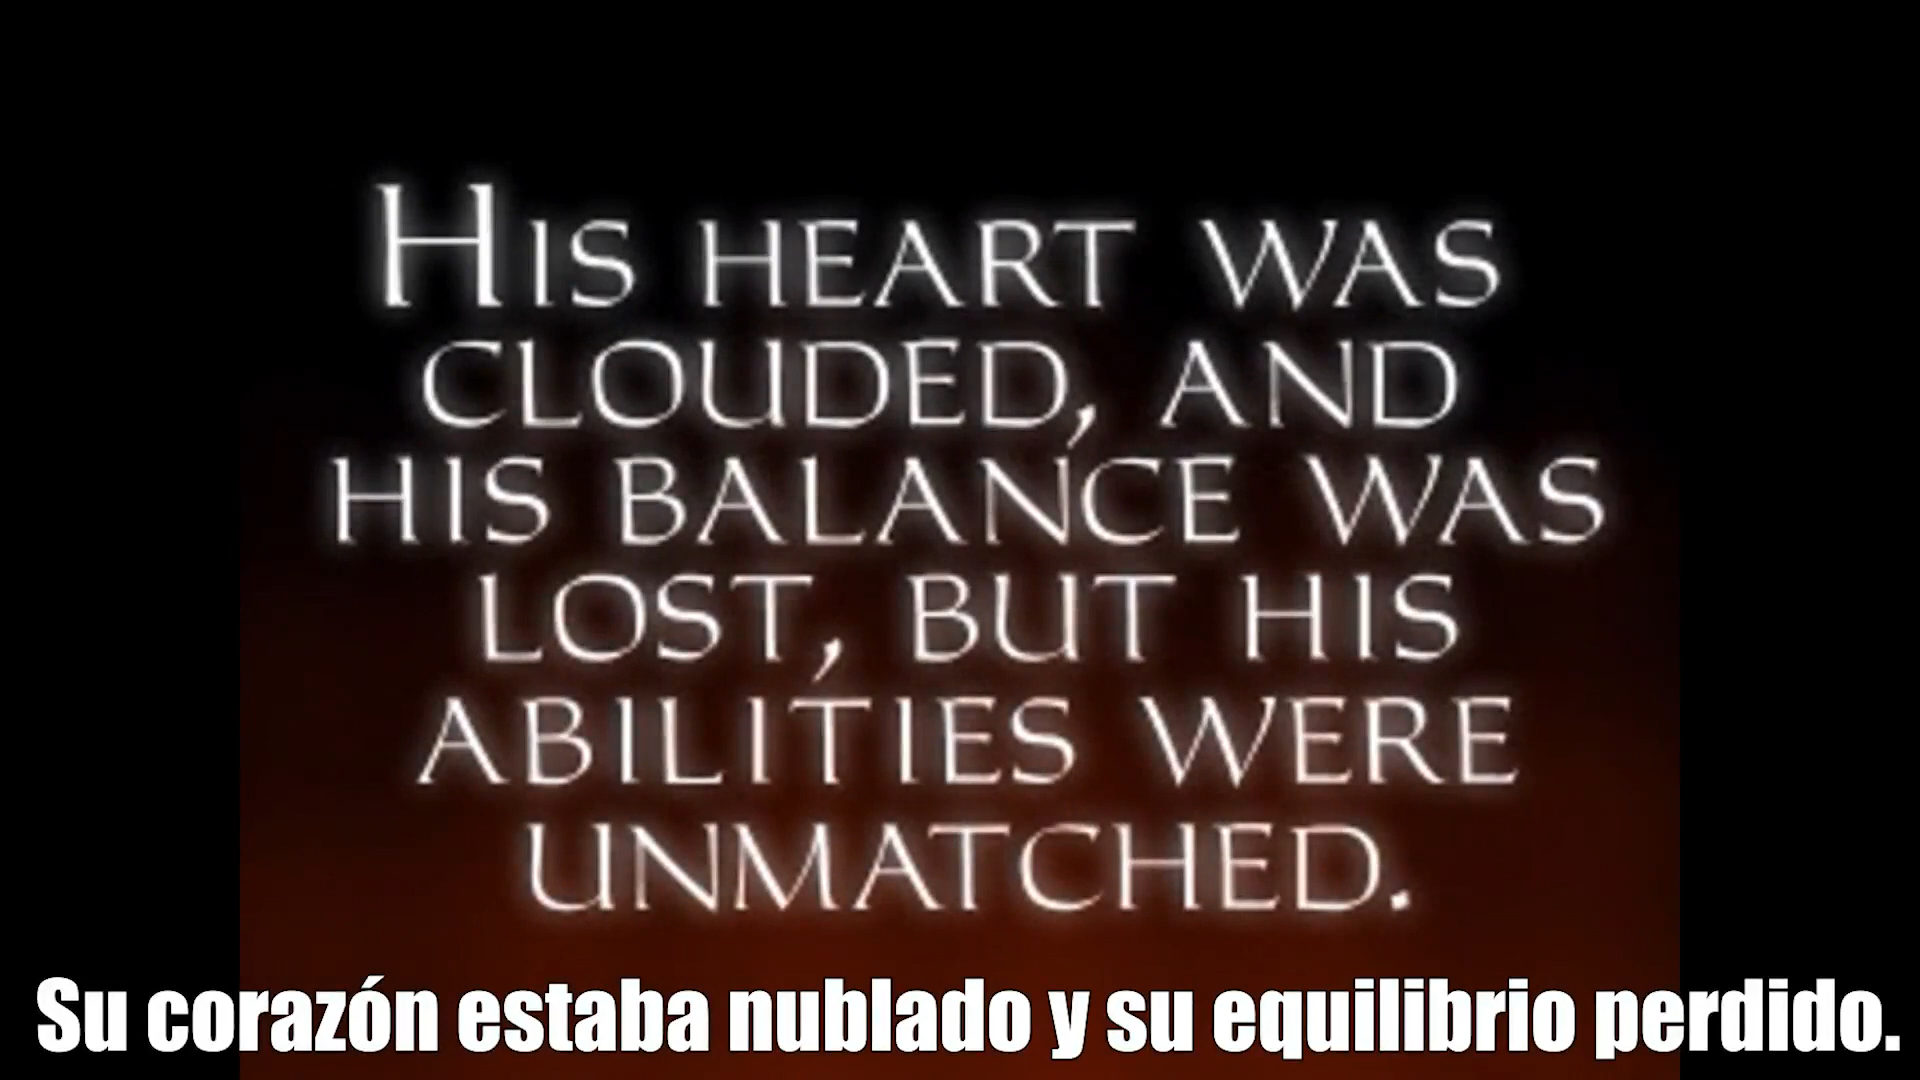 HIS HEART WAS
CLOUDED, AND
HIS BALANCE WAS
LOST, BUT HIS
ABILITIES WERE
UNMATCHED.
Su corazón estaba nublado y su equilibrio perdido.